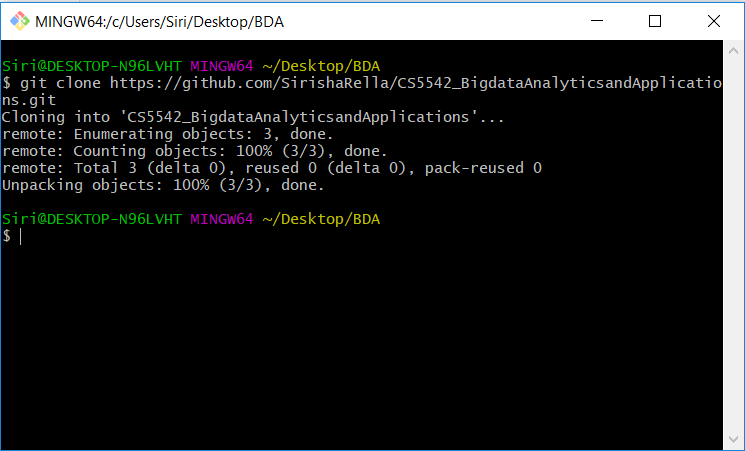 MINGW64:/c/Users/Siri/Desktop/BDA
Siri@DESKTOP-N96LVHT MINGW64 ~/Desktop/BDA
$ git clone https://github.com/SirishaRella/CS5542_BigdataAnalyticsandApplicatio
ns.git
Cloning into 'CS5542_BigdataAnalyticsandApplications'...
remote: Enumerating objects: 3, done.
remote: Counting objects: 100% (3/3), done.
remote: Total 3 (delta 0), reused 0 (delta 0), pack-reused 0
Unpacking objects: 100% (3/3), done.
Siri@DESKTOP-N96LVHT MINGW64 ~/Desktop/BDA
$